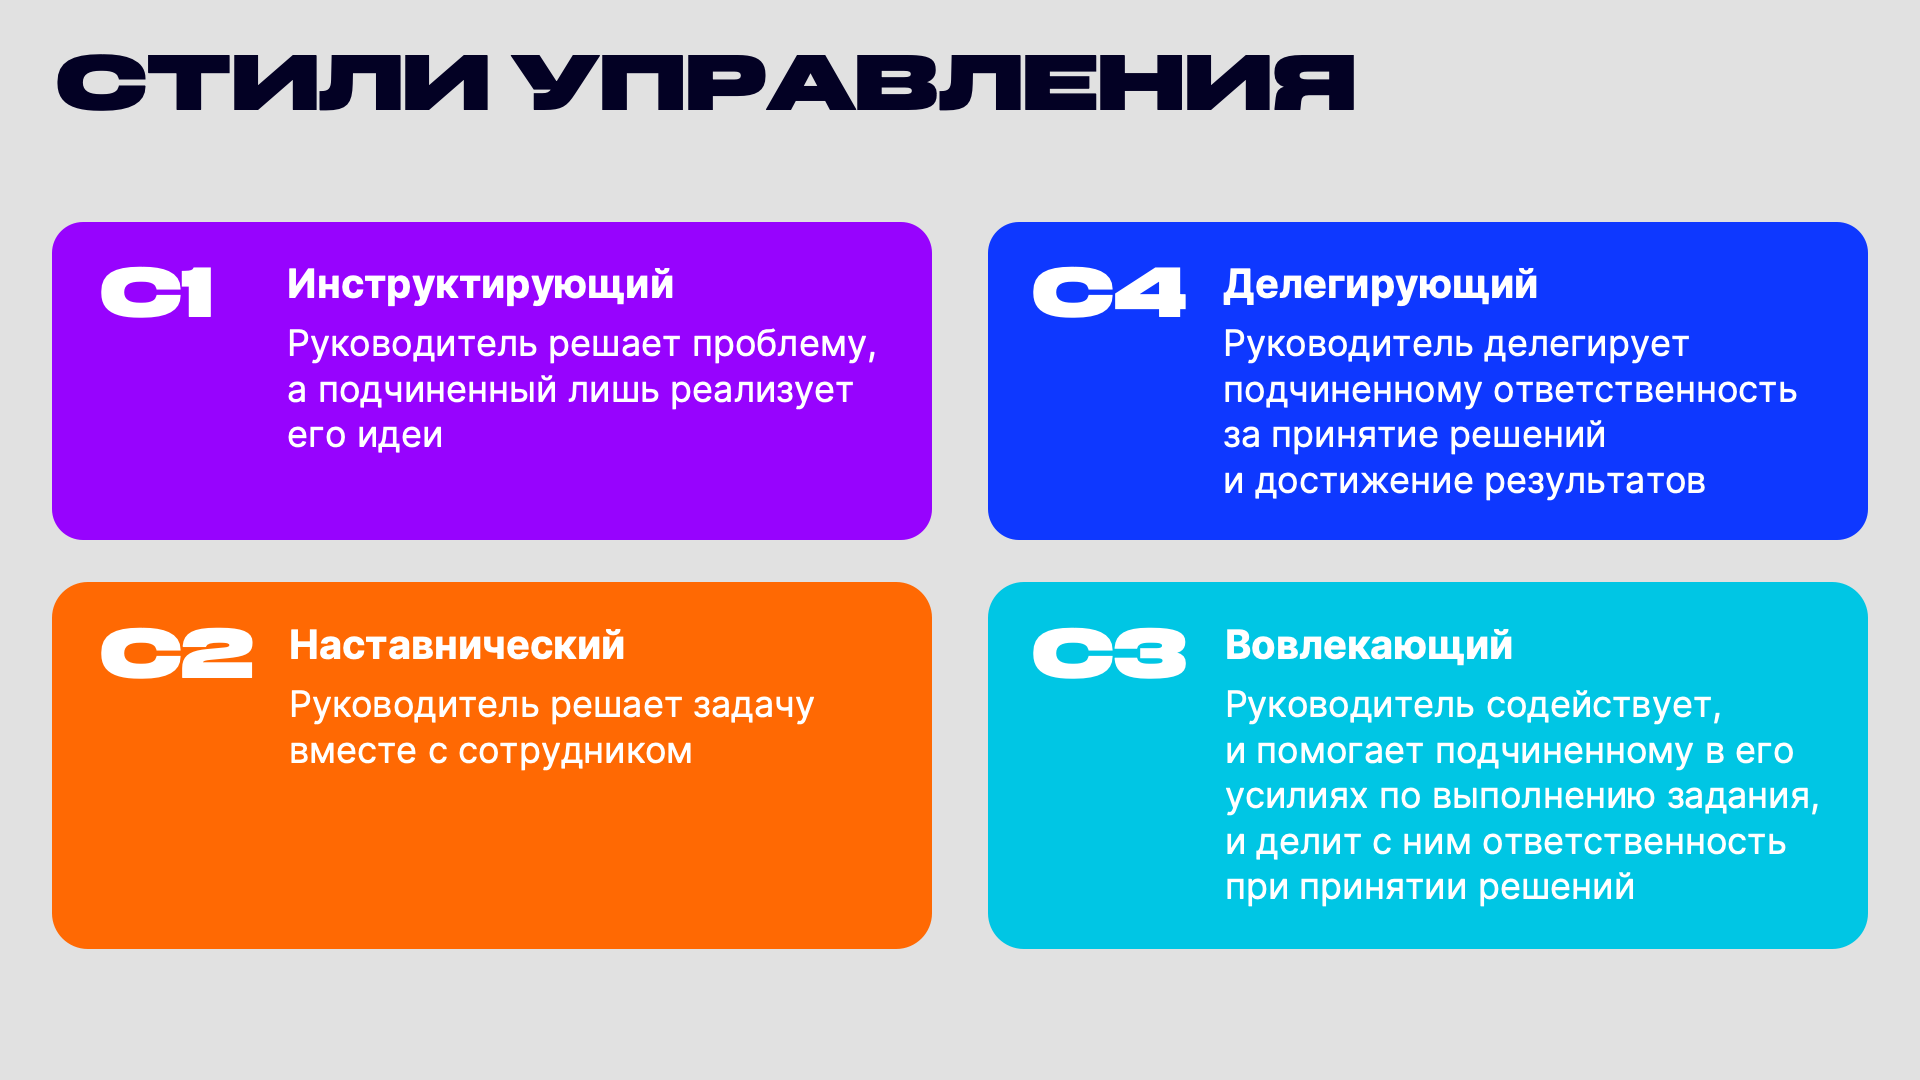 СТИЛИ УПРАВЛЕНИЯ
С1
Инструктирующий
Руководитель решает проблему,
а подчиненный лишь реализует
его идеи
С4
Делегирующий
Руководитель делегирует
подчиненному ответственность
за принятие решений
и достижение результатов
С2
Наставнический
Руководитель решает задачу
вместе с сотрудником
С3
Вовлекающий
Руководитель содействует,
и помогает подчиненному в его
усилиях по выполнению задания,
и делит с ним ответственность
при принятии решений